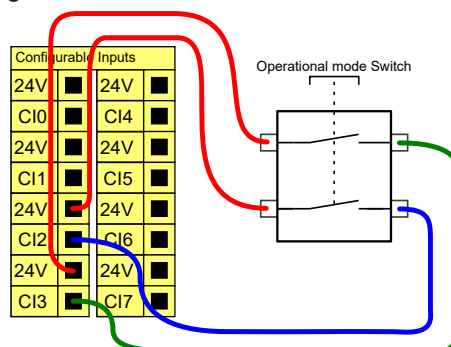 Configurable Inputs
24V 24V
CI0 CI4
24V 24V
CI1 CI5
24V 24V
CI2 CI6
24V 24V
CI3 CI7
Operational mode Switch